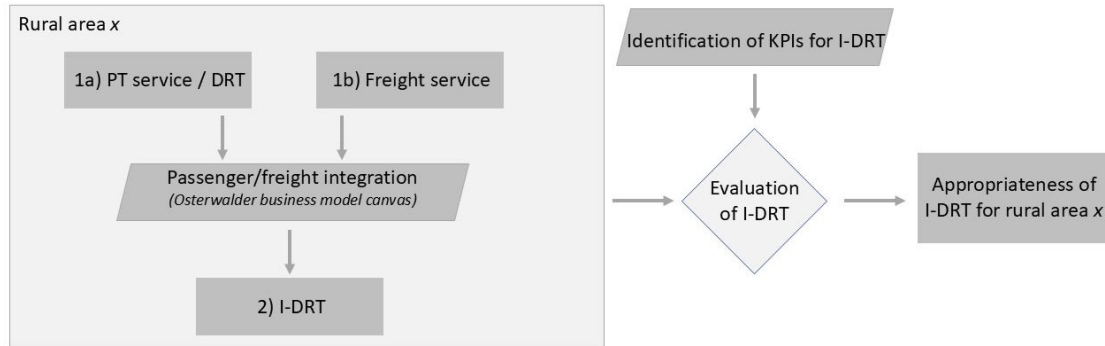 Rural area x
1a) PT service / DRT
1b) Freight service
Passenger/freight integration
(Osterwalder business model canvas)
2) I-DRT
Identification of KPIs for I-DRT
Evaluation
of I-DRT
Appropriateness of
I-DRT for rural area x